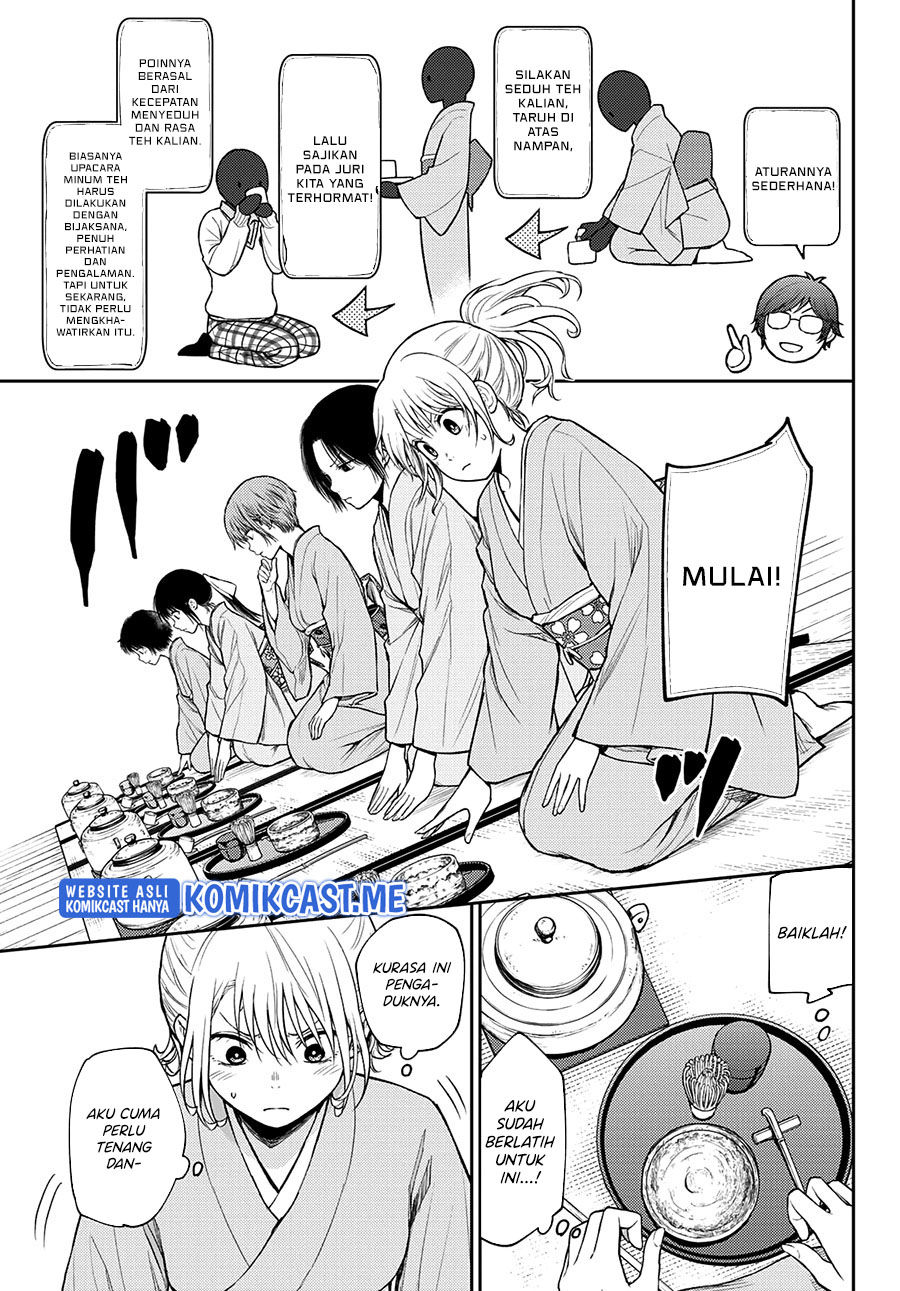 ATURANNYA
SEDERHANA!
SILAKAN
SEDUH TEH
KALIAN,
TARUH DI
ATAS
NAMPAN,
LALU
SAJIKAN
PADA JURI
KITA YANG
TERHORMAT!
POINNYA
BERASAL
DARI
KECEPATAN
MENYEDUH
DAN RASA
TEH KALIAN.
BIASANYA
UPACARA
MINUM TEH
HARUS
DILAKUKAN
DENGAN
BIJAKSANA,
PENUH
PERHATIAN
DAN
PENGALAMAN.
TAPI UNTUK
SEKARANG,
TIDAK PERLU
MENGKHA-
WATIRKAN ITU.
MULAI!
バッ
WEBSITE ASLI
KOMIKCAST HANYA
KOMIKCAST.ME
BAIKLAH!
AKU
SUDAH
BERLATIH
UNTUK
INI...!
KURASA INI
PENGA-
DUKNYA.
AKU CUMA
PERLU
TENANG
DAN-